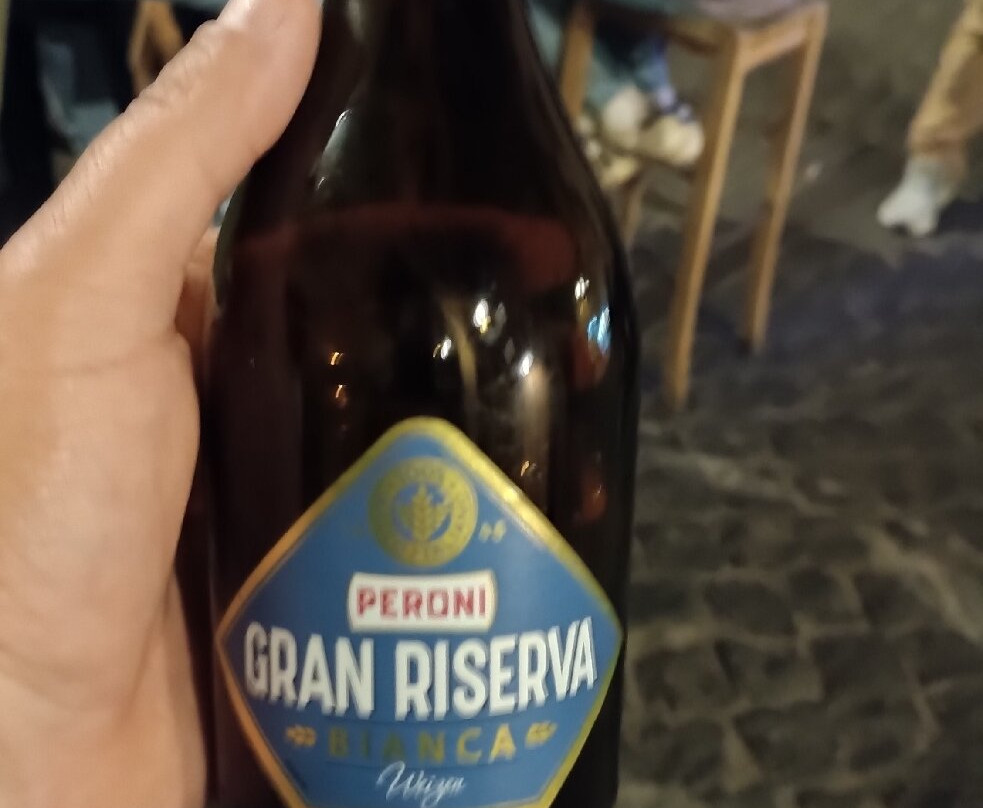 PERONI
GRAN RISERVA
BIANCA
Weizen